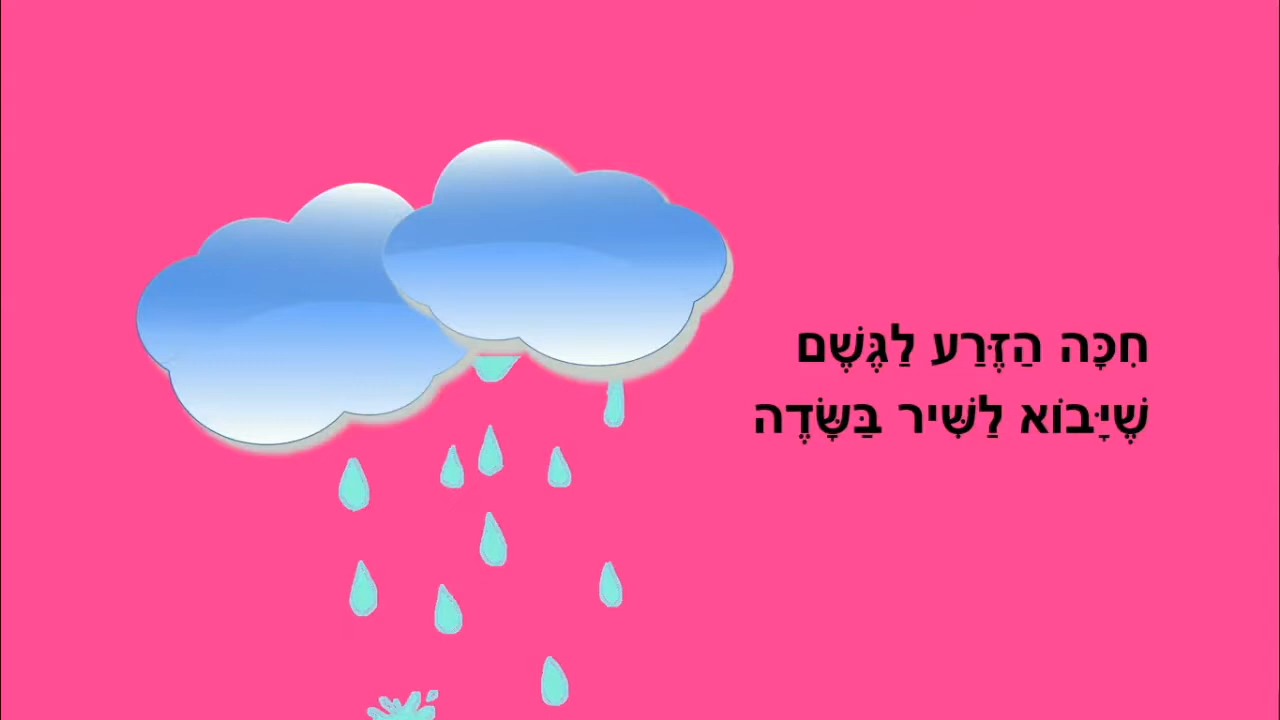 חִכָּה הַזֶּרַע לַגֶּשֶׁם
שֶׁיָּבוֹא לַשִּׁיר בַּשָּׂדֶה